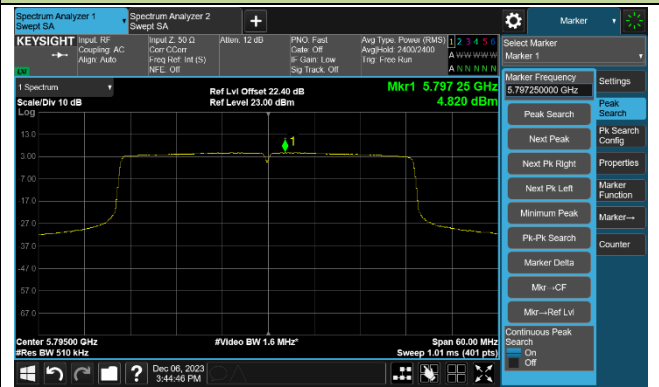 Spectrum Analyzer 1
Swept SA
Spectrum Analyzer 2
Swept SA
+
Marker
KEYSIGHT
Input: RF
Coupling: AC
Align: Auto
Input Z: 50 Ω
Corr CCorr
Freq Ref: Int (S)
NFE: Off
Atten: 12 dB
PNO: Fast
Gate: Off
IF Gain: Low
Sig Track: Off
Avg Type: Power (RMS)
Avg|Hold: 2400/2400
Trig: Free Run
1 2 3 4 5 6
A W W W W W
A N N N N N
Select Marker
Marker 1
1 Spectrum
Scale/Div 10 dB
Log
Ref Lvl Offset 22.40 dB
Ref Level 23.00 dBm
Mkr1 5.797 25 GHz
4.820 dBm
1
13.0
3.00
-7.00
-17.0
-27.0
-37.0
-47.0
-57.0
-67.0
Center 5.79500 GHz
#Res BW 510 kHz
#Video BW 1.6 MHz*
Span 60.00 MHz
Sweep 1.01 ms (401 pts)
Marker Frequency
5.797250000 GHz
Peak Search
Next Peak
Next Pk Right
Next Pk Left
Minimum Peak
Pk-Pk Search
Marker Delta
Mkr→CF
Mkr→Ref Lvl
Continuous Peak
Search
On
Off
Settings
Peak
Search
Pk Search
Config
Properties
Marker
Function
Marker→
Counter
?
Dec 06, 2023
3:44:46 PM